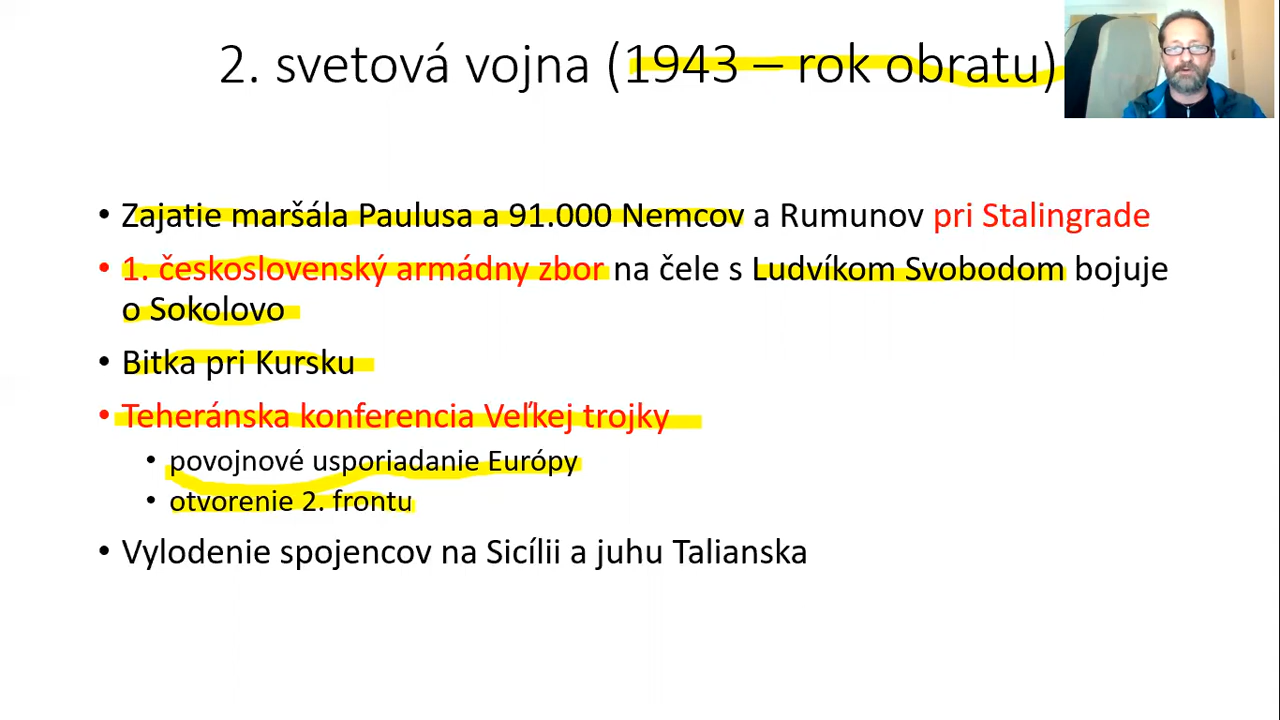 2. svetová vojna (1943 – rok obratu)
• Zajatie maršála Paulusa a 91.000 Nemcov a Rumunov pri Stalingrade
• 1. československý armádny zbor na čele s Ludvíkom Svobodom bojuje
o Sokolovo
• Bitka pri Kursku
• Teheránska konferencia Veľkej trojky
• povojnové usporiadanie Európy
• otvorenie 2. frontu
• Vylodenie spojencov na Sicílii a juhu Talianska